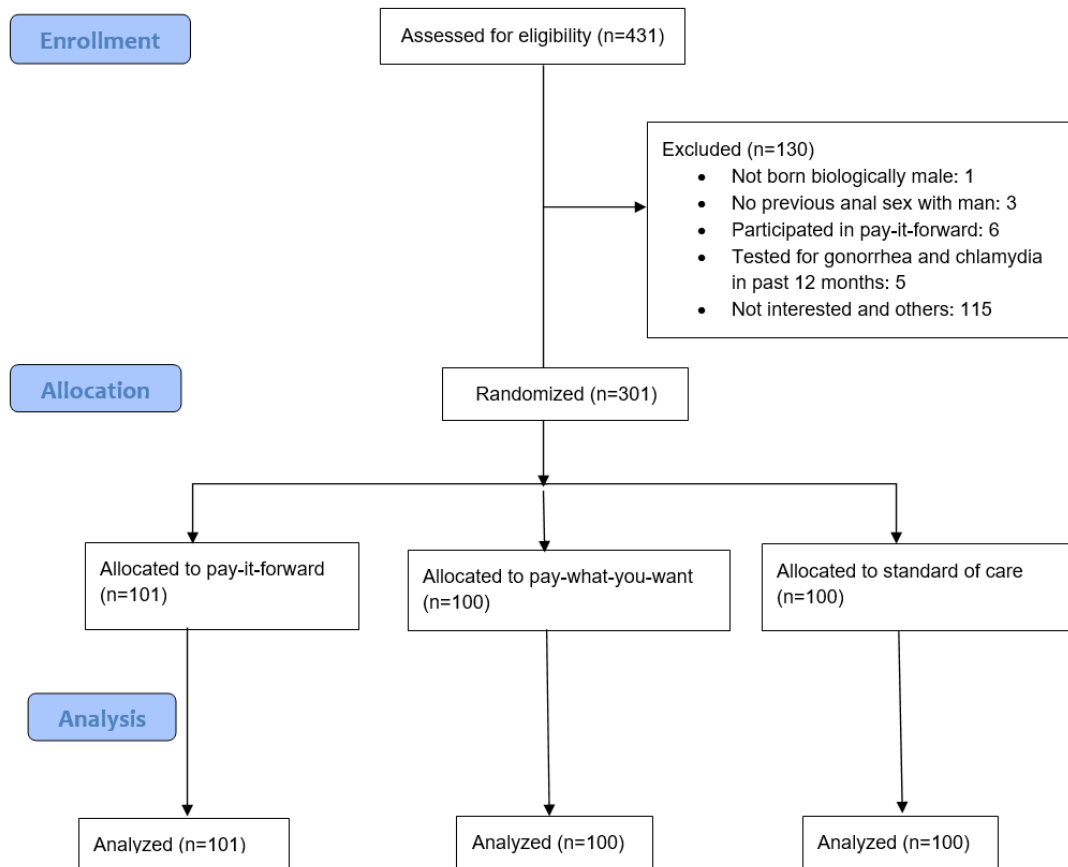 Enrollment
Assessed for eligibility (n=431)
Excluded (n=130)
• Not born biologically male: 1
• No previous anal sex with man: 3
• Participated in pay-it-forward: 6
• Tested for gonorrhea and chlamydia
in past 12 months: 5
• Not interested and others: 115
Allocation
Randomized (n=301)
Allocated to pay-it-forward
(n=101)
Allocated to pay-what-you-want
(n=100)
Allocated to standard of care
(n=100)
Analysis
Analyzed (n=101)
Analyzed (n=100)
Analyzed (n=100)